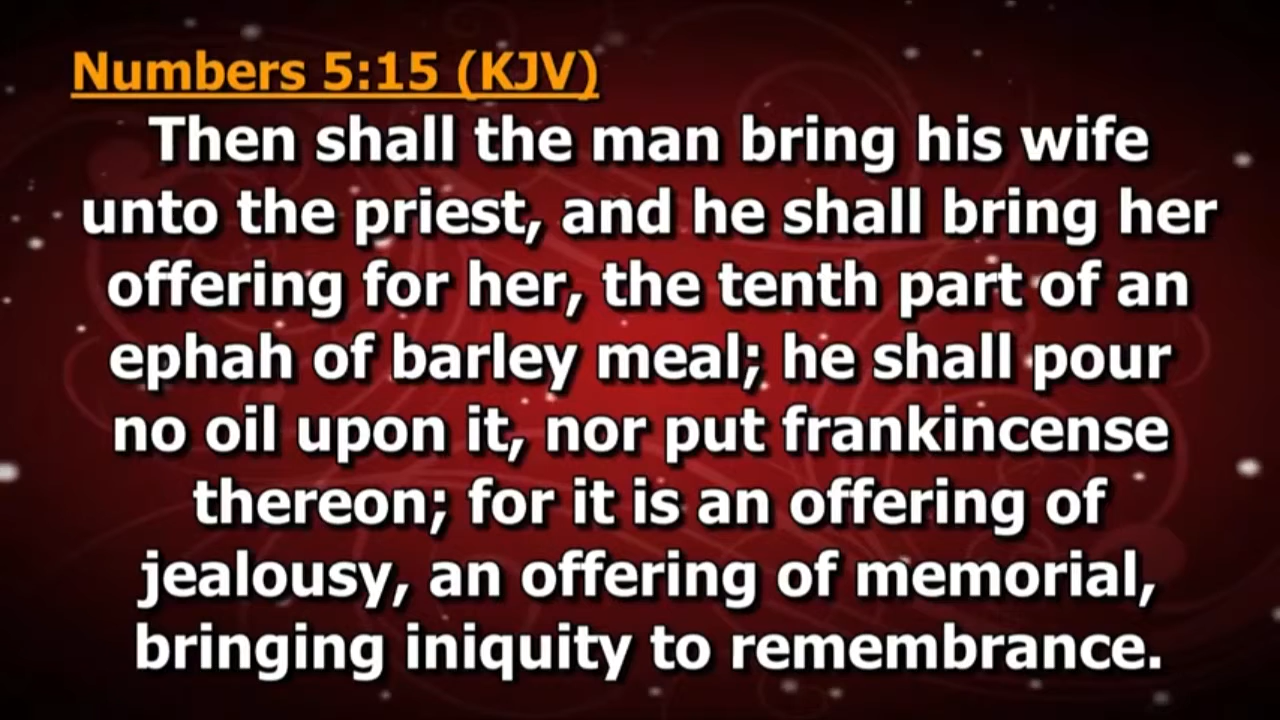 Numbers 5:15 (KJV)
Then shall the man bring his wife
unto the priest, and he shall bring her
offering for her, the tenth part of an
ephah of barley meal; he shall pour
no oil upon it, nor put frankincense
thereon; for it is an offering of
jealousy, an offering of memorial,
bringing iniquity to remembrance.